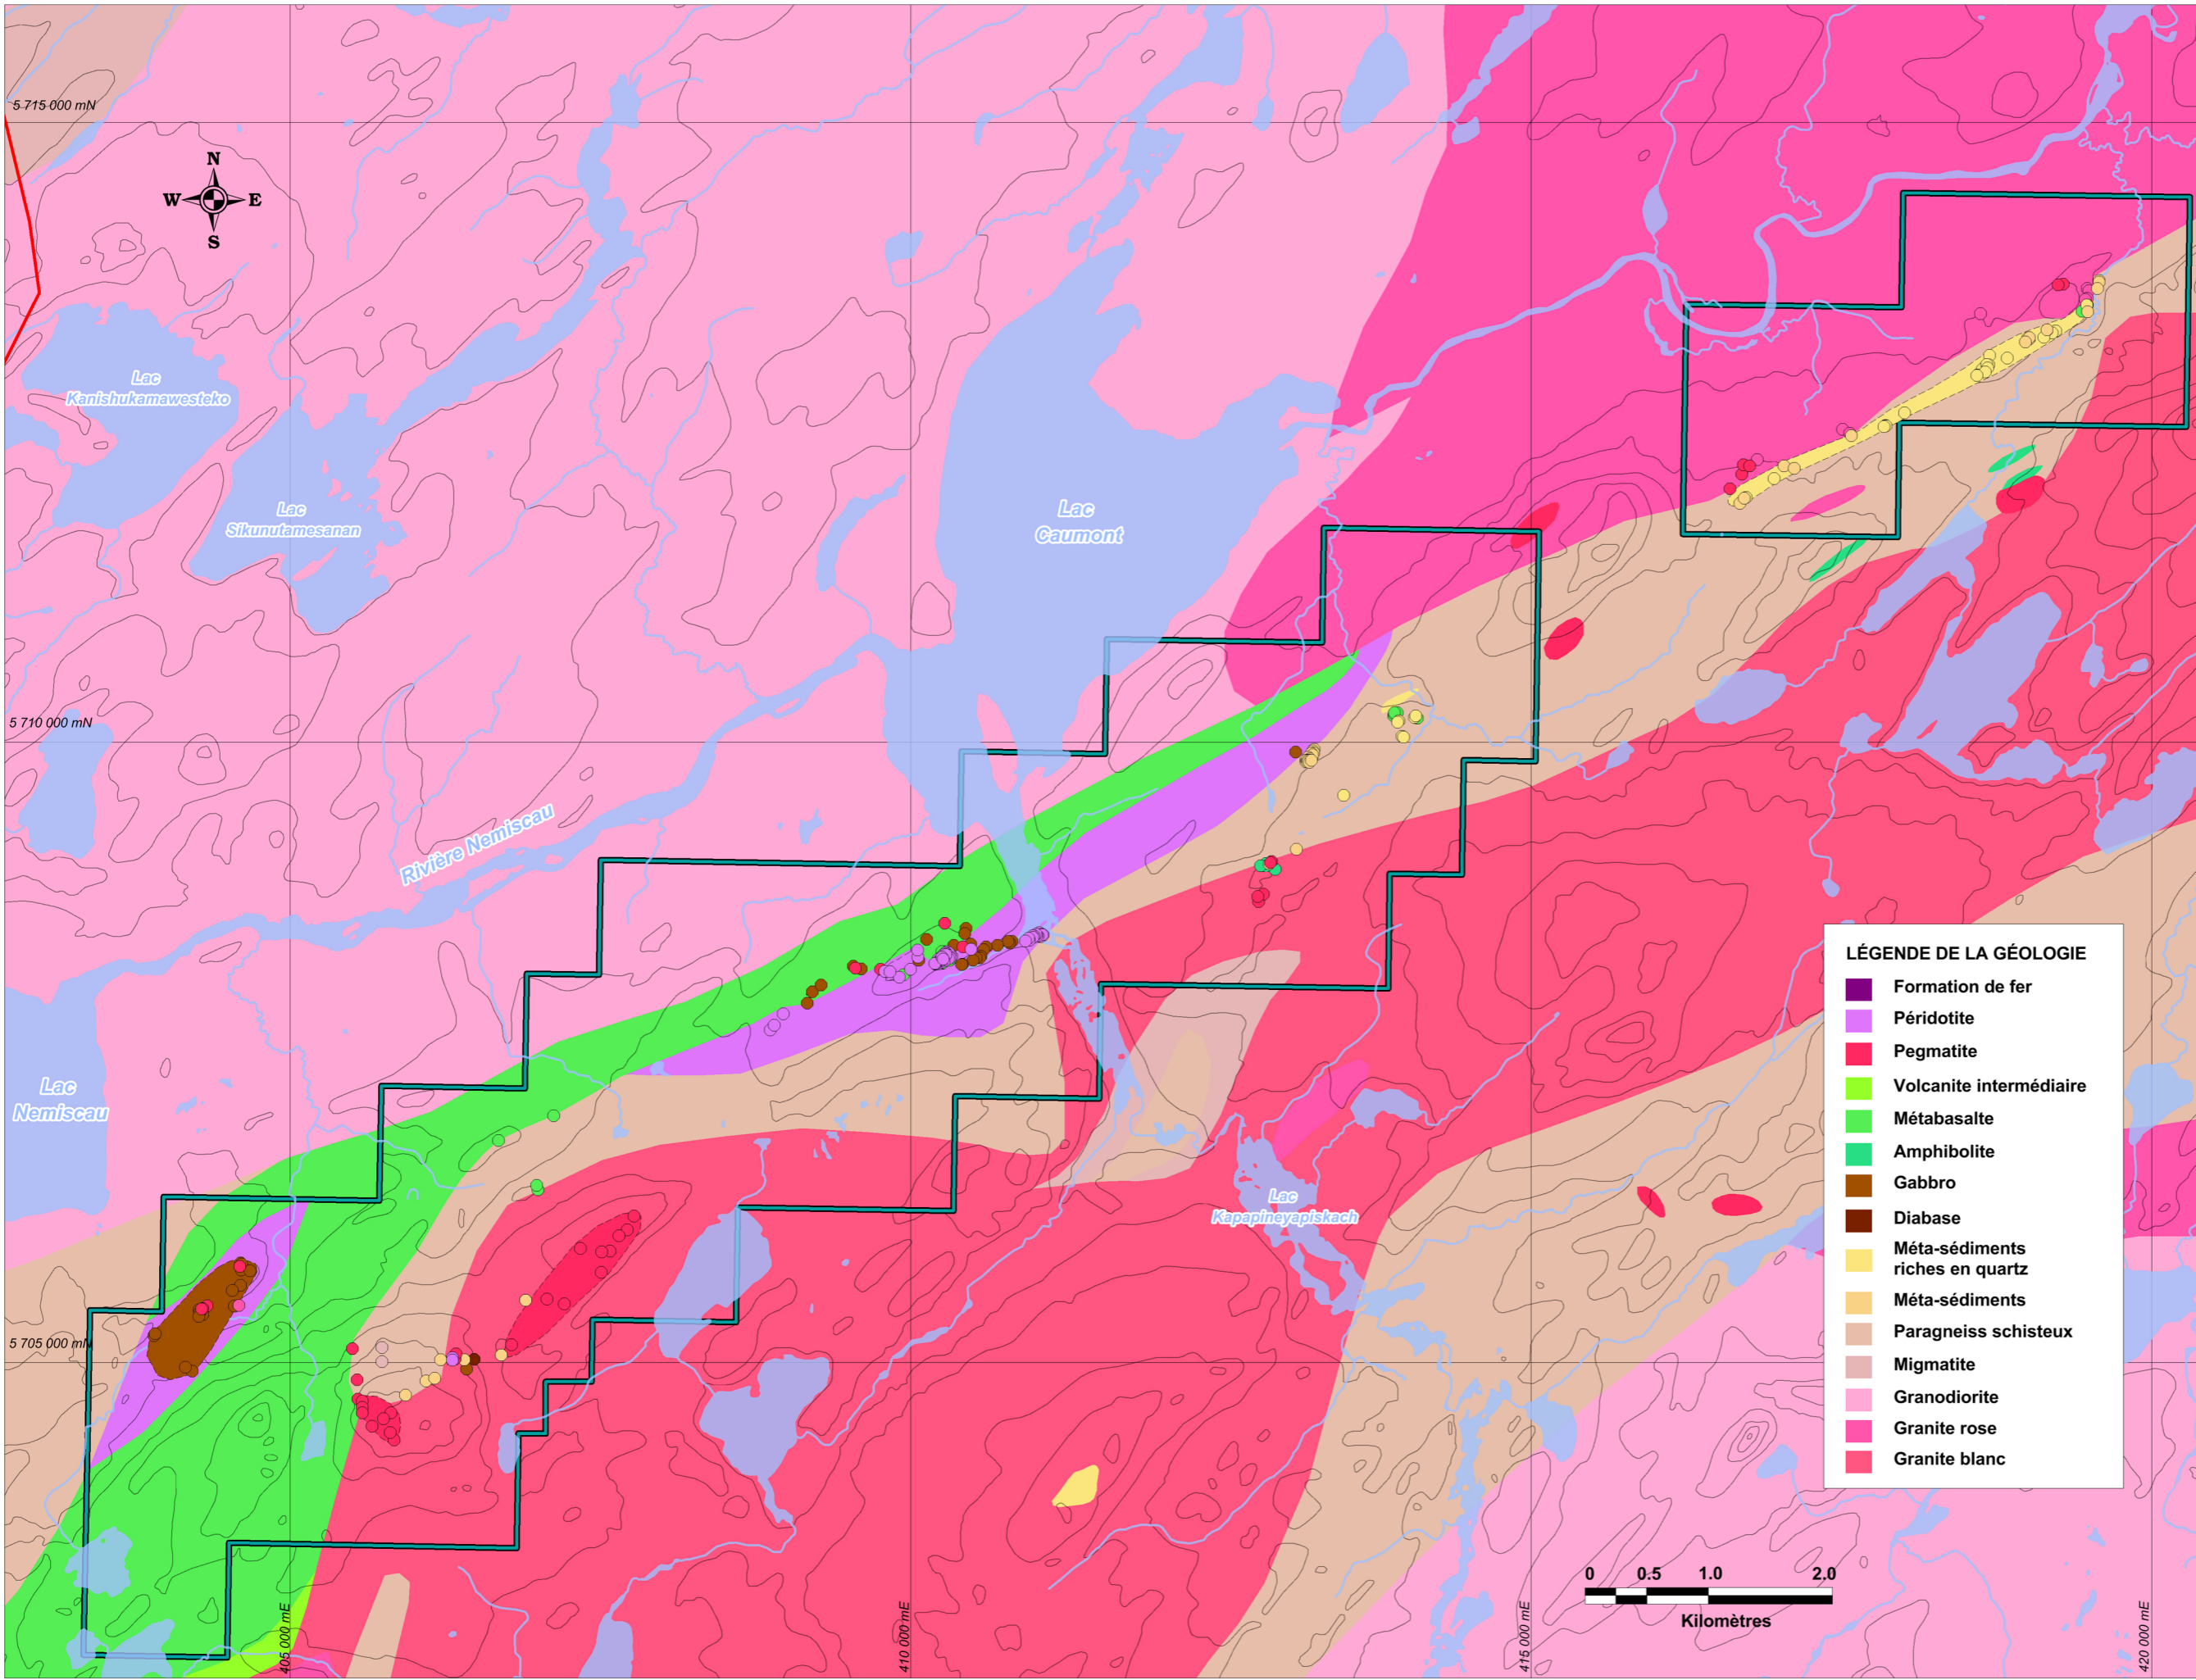 5 715 000 mN
N
W E
S
Lac
Kanishukamawesteko
Lac
Sikunutamesanan
Lac
Caumont
5 710 000 mN
Rivière Nemiscau
Lac
Nemiscau
Lac
Kapapineyapiskach
5 705 000 mN
LÉGENDE DE LA GÉOLOGIE
Formation de fer
Péridotite
Pegmatite
Volcanite intermédiaire
Métabasalte
Amphibolite
Gabbro
Diabase
Méta-sédiments
riches en quartz
Méta-sédiments
Paragneiss schisteux
Migmatite
Granodiorite
Granite rose
Granite blanc
0 0.5 1.0 2.0
Kilomètres
405 000 mE
410 000 mE
415 000 mE
420 000 mE